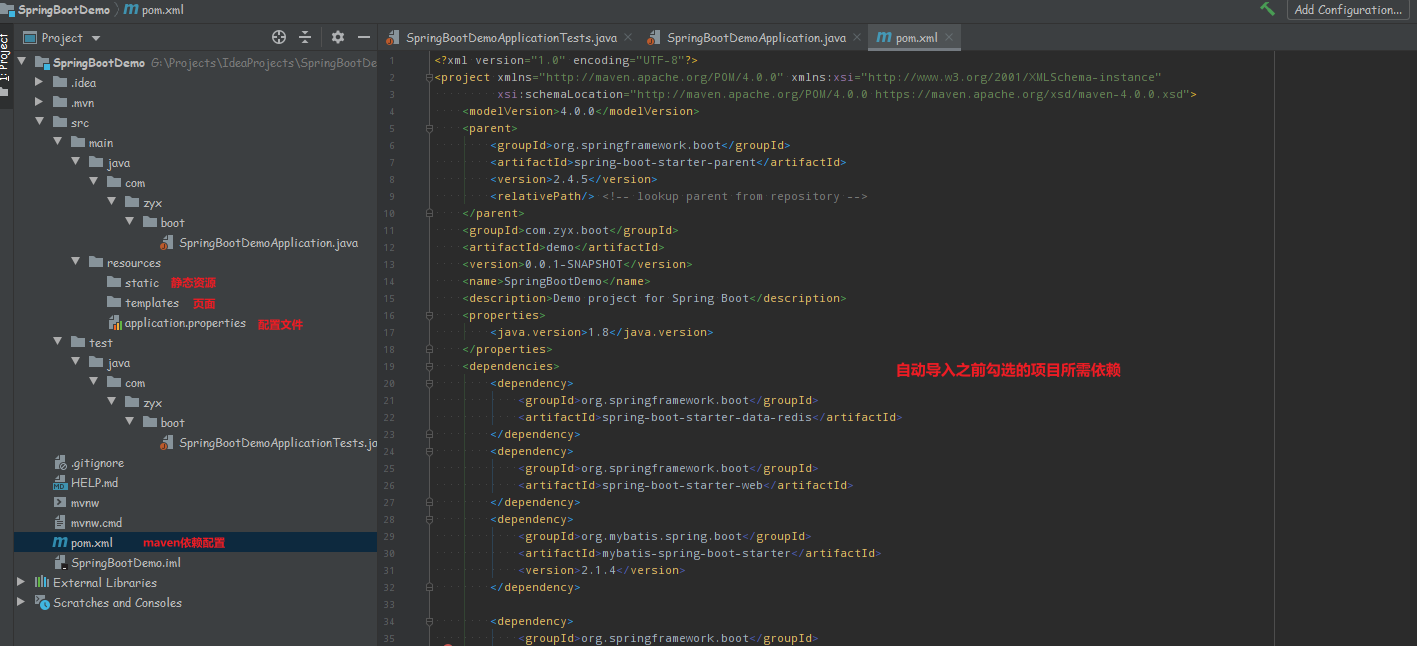 SpringBootDemo pom.xml Add Configuration...
1: Project
Project SpringBootDemoApplicationTests.java SpringBootDemoApplication.java pom.xml
SpringBootDemo G:\Projects\IdeaProjects\SpringBootDe
.idea
.mvn
src
main
java
com
zyx
boot
SpringBootDemoApplication.java
resources
static 静态资源
templates 页面
application.properties 配置文件
test
java
com
zyx
boot
SpringBootDemoApplicationTests.ja
.gitignore
HELP.md
mvnw
mvnw.cmd
pom.xml maven依赖配置
SpringBootDemo.iml
External Libraries
Scratches and Consoles
1 <?xml version="1.0" encoding="UTF-8"?>
2 <project xmlns="http://maven.apache.org/POM/4.0.0" xmlns:xsi="http://www.w3.org/2001/XMLSchema-instance"
3 xsi:schemaLocation="http://maven.apache.org/POM/4.0.0 https://maven.apache.org/xsd/maven-4.0.0.xsd">
4 <modelVersion>4.0.0</modelVersion>
5 <parent>
6 <groupId>org.springframework.boot</groupId>
7 <artifactId>spring-boot-starter-parent</artifactId>
8 <version>2.4.5</version>
9 <relativePath/> <!-- lookup parent from repository -->
10 </parent>
11 <groupId>com.zyx.boot</groupId>
12 <artifactId>demo</artifactId>
13 <version>0.0.1-SNAPSHOT</version>
14 <name>SpringBootDemo</name>
15 <description>Demo project for Spring Boot</description>
16 <properties>
17 <java.version>1.8</java.version>
18 </properties>
19 <dependencies>
自动导入之前勾选的项目所需依赖
20 <dependency>
21 <groupId>org.springframework.boot</groupId>
22 <artifactId>spring-boot-starter-data-redis</artifactId>
23 </dependency>
24 <dependency>
25 <groupId>org.springframework.boot</groupId>
26 <artifactId>spring-boot-starter-web</artifactId>
27 </dependency>
28 <dependency>
29 <groupId>org.mybatis.spring.boot</groupId>
30 <artifactId>mybatis-spring-boot-starter</artifactId>
31 <version>2.1.4</version>
32 </dependency>
33
34 <dependency>
35 <groupId>org.springframework.boot</groupId>